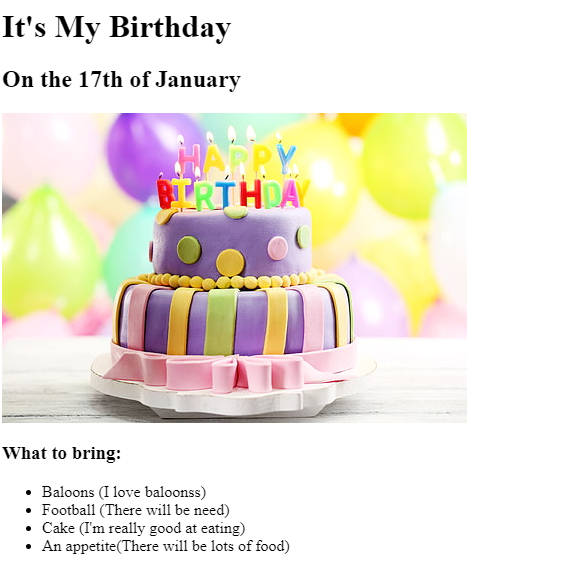 It's My Birthday
On the 17th of January
HAPPY
BIRTHDAY
What to bring:
Baloons (I love baloonss)
Football (There will be need)
Cake (I'm really good at eating)
An appetite(There will be lots of food)